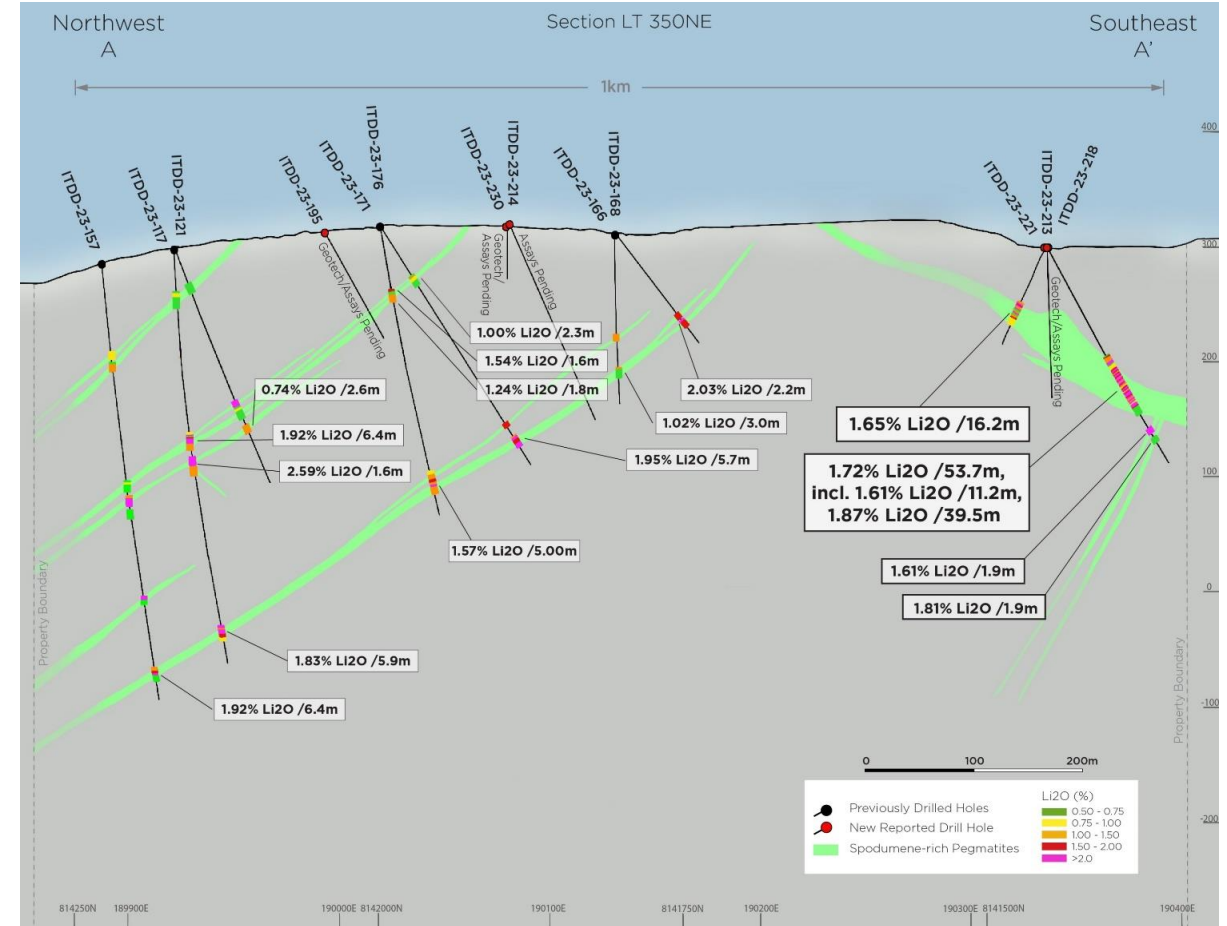 Northwest
A
Section LT 350NE
Southeast
A'
1km
ITDD-23-157
ITDD-23-117
ITDD-23-121
ITDD-23-195
ITDD-23-171
ITDD-23-176
ITDD-23-230
ITDD-23-214
ITDD-23-166
ITDD-23-168
ITDD-23-221
ITDD-23-213
ITDD-23-218
400
300
300
200
100
0
-100
-200
Geotech/Assays Pending
Geotech/
Assays Pending
Assays Pending
Geotech/Assays Pending
1.00% Li2O /2.3m
1.54% Li2O /1.6m
1.24% Li2O /1.8m
0.74% Li2O /2.6m
2.03% Li2O /2.2m
1.92% Li2O /6.4m
1.02% Li2O /3.0m
1.65% Li2O /16.2m
2.59% Li2O /1.6m
1.95% Li2O /5.7m
1.72% Li2O /53.7m,
incl. 1.61% Li2O /11.2m,
1.87% Li2O /39.5m
1.57% Li2O /5.00m
1.61% Li2O /1.9m
1.81% Li2O /1.9m
1.83% Li2O /5.9m
1.92% Li2O /6.4m
Property Boundary
Property Boundary
0 100 200m
Previously Drilled Holes
New Reported Drill Hole
Spodumene-rich Pegmatites
Li2O (%)
0.50 - 0.75
0.75 - 1.00
1.00 - 1.50
1.50 - 2.00
>2.0
814250N 189900E 190000E 8142000N 190100E 8141750N 190200E 190300E 8141500N 190400E